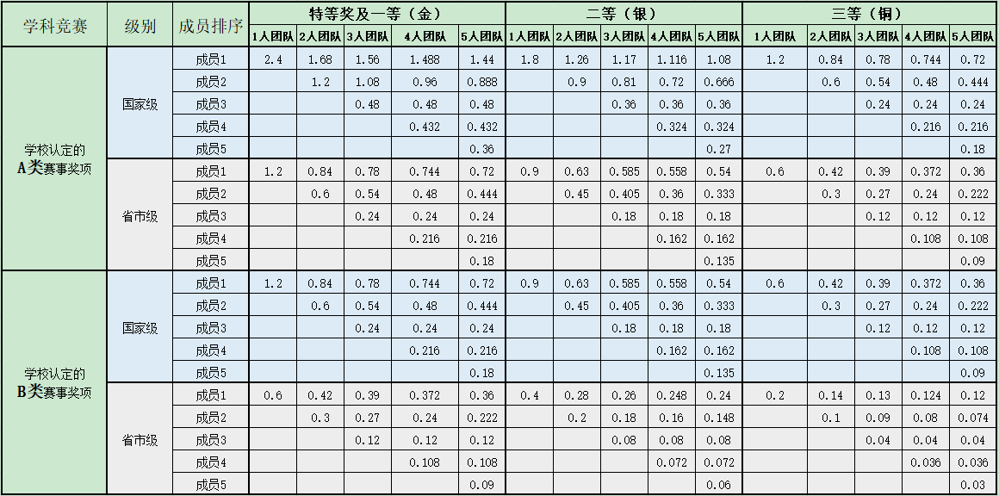 学科竞赛 级别 成员排序 特等奖及一等（金） 二等（银） 三等（铜）
1人团队 2人团队 3人团队 4人团队 5人团队 1人团队 2人团队 3人团队 4人团队 5人团队 1人团队 2人团队 3人团队 4人团队 5人团队
学校认定的
A类赛事奖项
国家级
成员1 2.4 1.68 1.56 1.488 1.44 1.8 1.26 1.17 1.116 1.08 1.2 0.84 0.78 0.744 0.72
成员2 1.2 1.08 0.96 0.888 0.9 0.81 0.72 0.666 0.6 0.54 0.48 0.444
成员3 0.48 0.48 0.48 0.36 0.36 0.36 0.24 0.24 0.24
成员4 0.432 0.432 0.324 0.324 0.216 0.216
成员5 0.36 0.27 0.18
省市级
成员1 1.2 0.84 0.78 0.744 0.72 0.9 0.63 0.585 0.558 0.54 0.6 0.42 0.39 0.372 0.36
成员2 0.6 0.54 0.48 0.444 0.45 0.405 0.36 0.333 0.3 0.27 0.24 0.222
成员3 0.24 0.24 0.24 0.18 0.18 0.18 0.12 0.12 0.12
成员4 0.216 0.216 0.162 0.162 0.108 0.108
成员5 0.18 0.135 0.09
学校认定的
B类赛事奖项
国家级
成员1 1.2 0.84 0.78 0.744 0.72 0.9 0.63 0.585 0.558 0.54 0.6 0.42 0.39 0.372 0.36
成员2 0.6 0.54 0.48 0.444 0.45 0.405 0.36 0.333 0.3 0.27 0.24 0.222
成员3 0.24 0.24 0.24 0.18 0.18 0.18 0.12 0.12 0.12
成员4 0.216 0.216 0.162 0.162 0.108 0.108
成员5 0.18 0.135 0.09
省市级
成员1 0.6 0.42 0.39 0.372 0.36 0.4 0.28 0.26 0.248 0.24 0.2 0.14 0.13 0.124 0.12
成员2 0.3 0.27 0.24 0.222 0.2 0.18 0.16 0.148 0.1 0.09 0.08 0.074
成员3 0.12 0.12 0.12 0.08 0.08 0.08 0.04 0.04 0.04
成员4 0.108 0.108 0.072 0.072 0.036 0.036
成员5 0.09 0.06 0.03